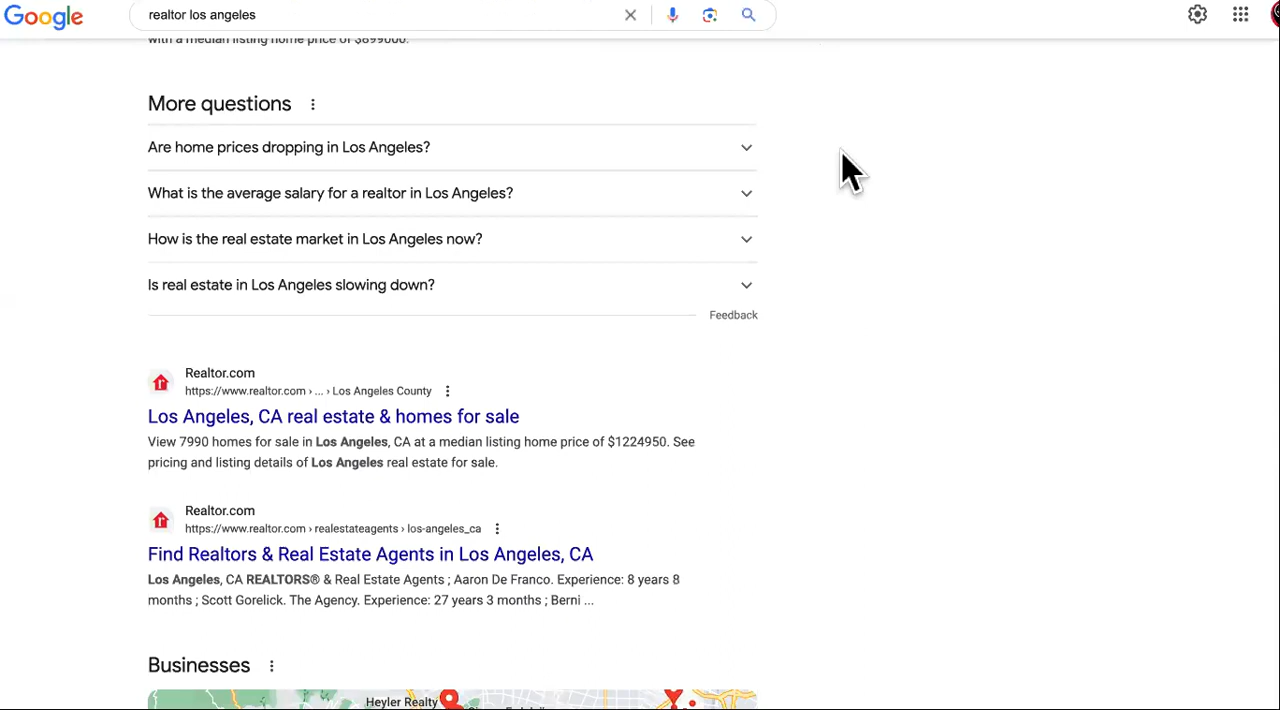 Google
realtor los angeles
with a median listing home price of $899000.
More questions
Are home prices dropping in Los Angeles?
What is the average salary for a realtor in Los Angeles?
How is the real estate market in Los Angeles now?
Is real estate in Los Angeles slowing down?
Feedback
Realtor.com
https://www.realtor.com › ... › Los Angeles County
Los Angeles, CA real estate & homes for sale
View 7990 homes for sale in Los Angeles, CA at a median listing home price of $1224950. See
pricing and listing details of Los Angeles real estate for sale.
Realtor.com
https://www.realtor.com › realestateagents › los-angeles_ca
Find Realtors & Real Estate Agents in Los Angeles, CA
Los Angeles, CA REALTORS® & Real Estate Agents ; Aaron De Franco. Experience: 8 years 8
months ; Scott Gorelick. The Agency. Experience: 27 years 3 months ; Berni ...
Businesses
Heyler Realty